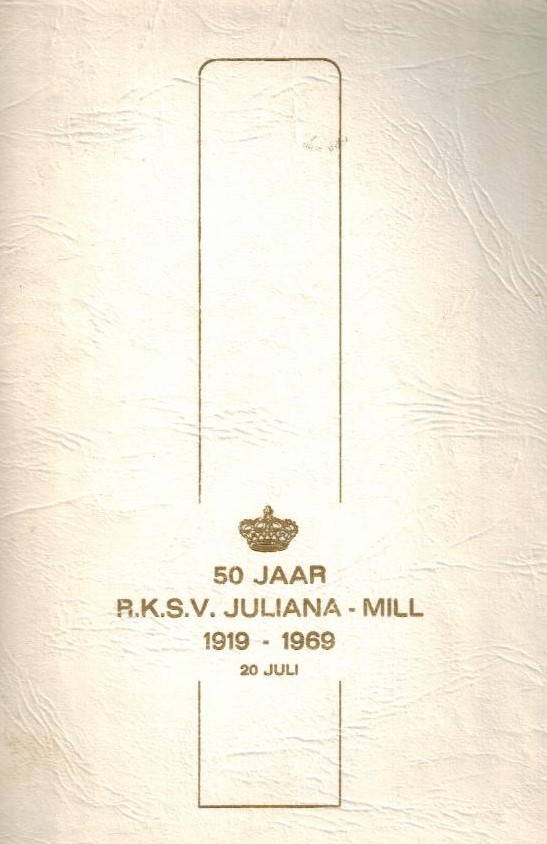 50 JAAR
R.K.S.V. JULIANA - MILL
1919 - 1969
20 JULI